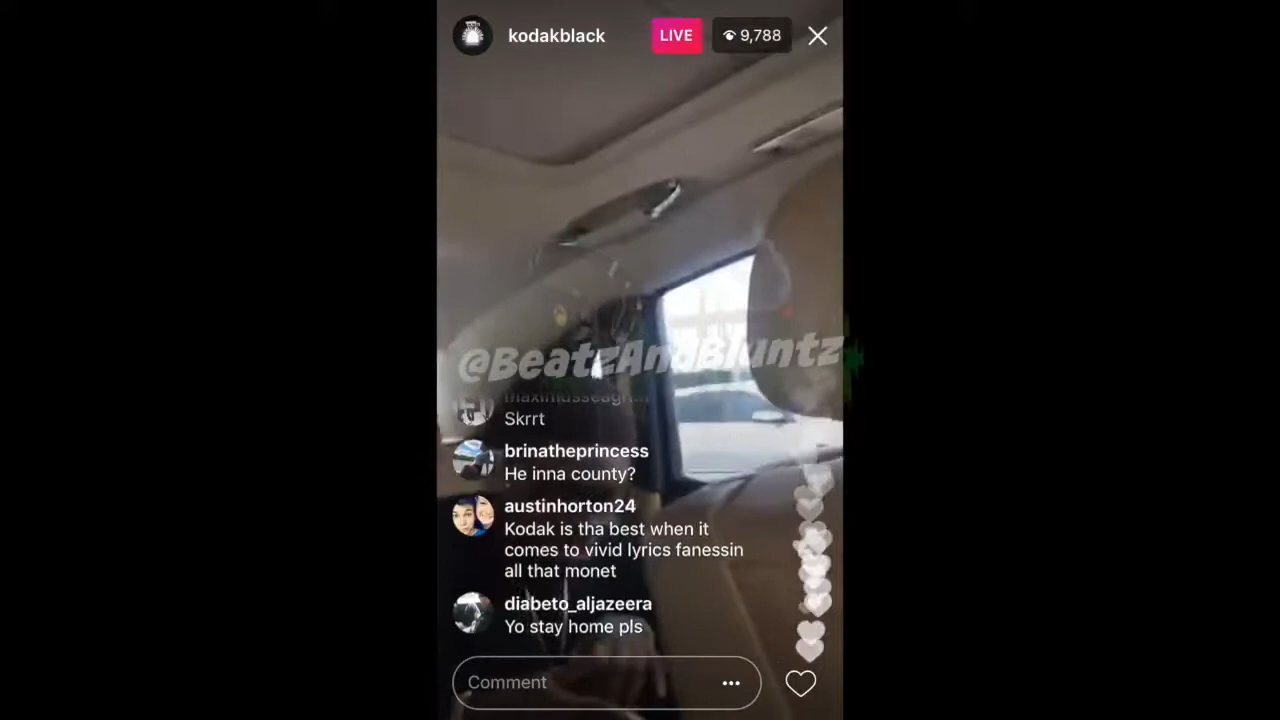 kodakblack
LIVE
9,788
@BeatzAndBluntz
Skrrt
brinatheprincess
He inna county?
austinhorton24
Kodak is tha best when it
comes to vivid lyrics fanessin
all that monet
diabeto_aljazeera
Yo stay home pls
Comment